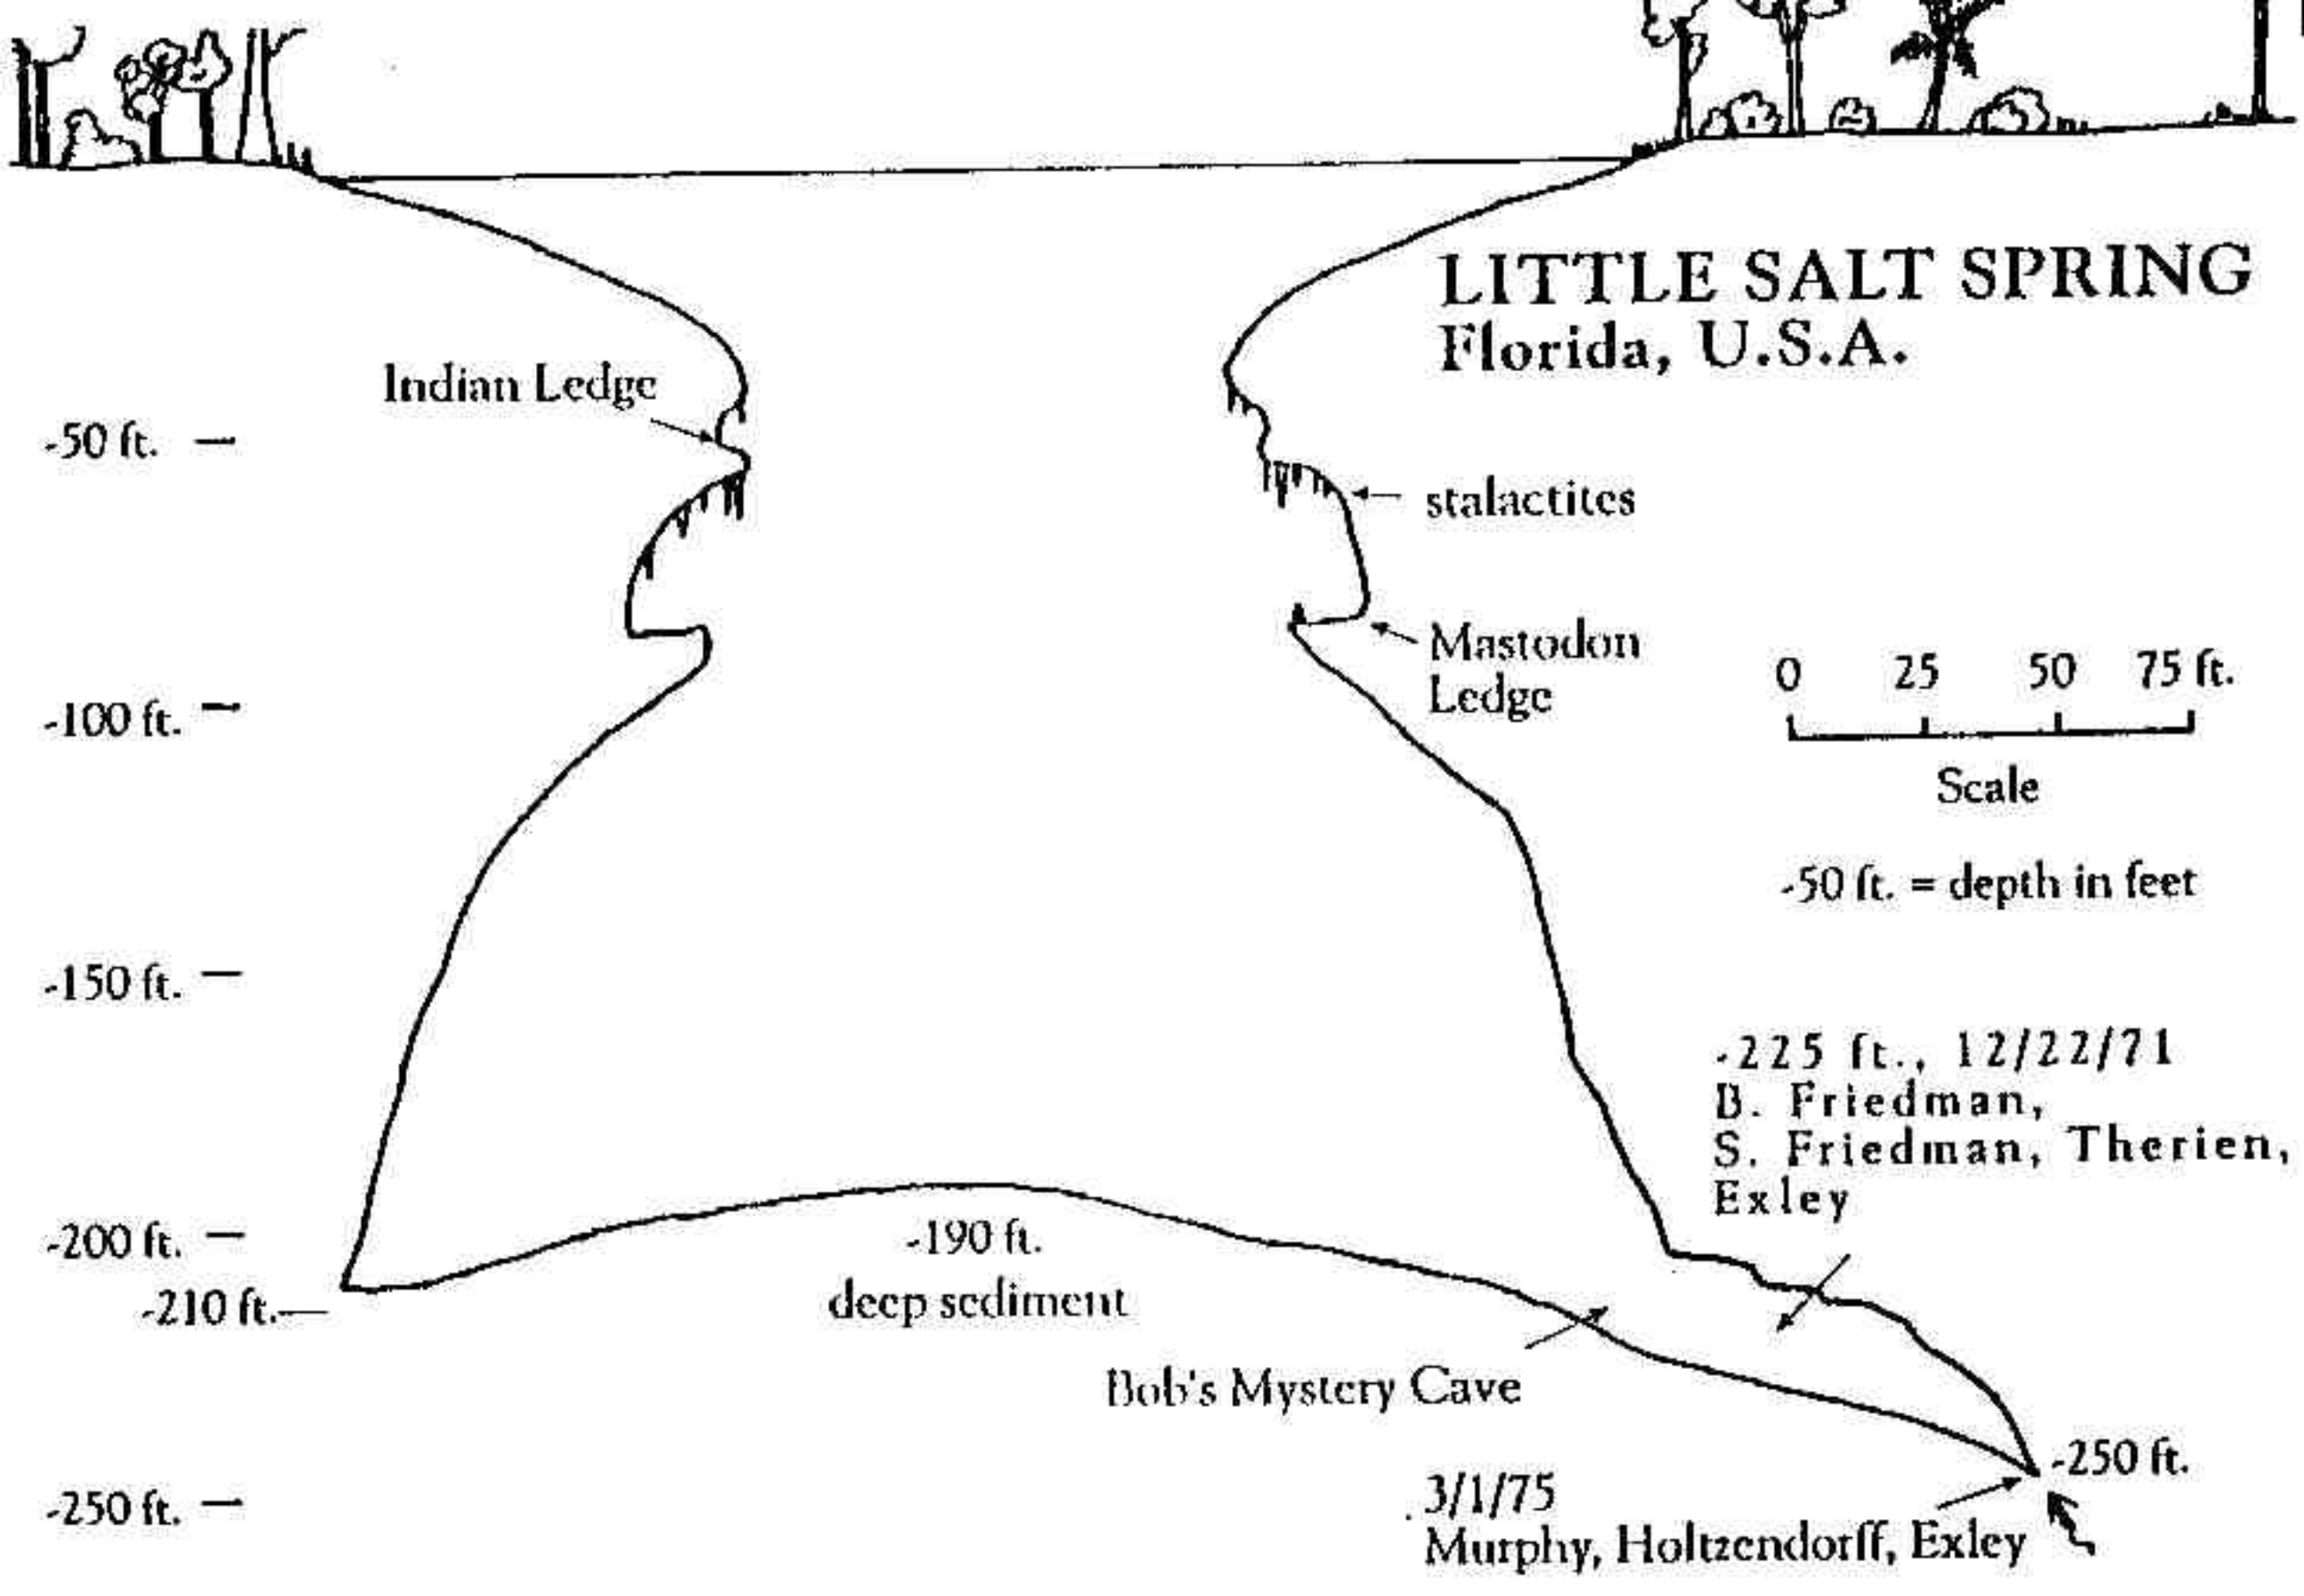 LITTLE SALT SPRING
Florida, U.S.A.
Indian Ledge
-50 ft.
stalactites
Mastodon
Ledge
0 25 50 75 ft.
Scale
-100 ft.
-50 ft. = depth in feet
-150 ft.
-225 ft., 12/22/71
B. Friedman,
S. Friedman, Therien,
Exley
-200 ft.
-190 ft.
deep sediment
-210 ft.
Bob's Mystery Cave
-250 ft.
-250 ft.
3/1/75
Murphy, Holtzendorff, Exley